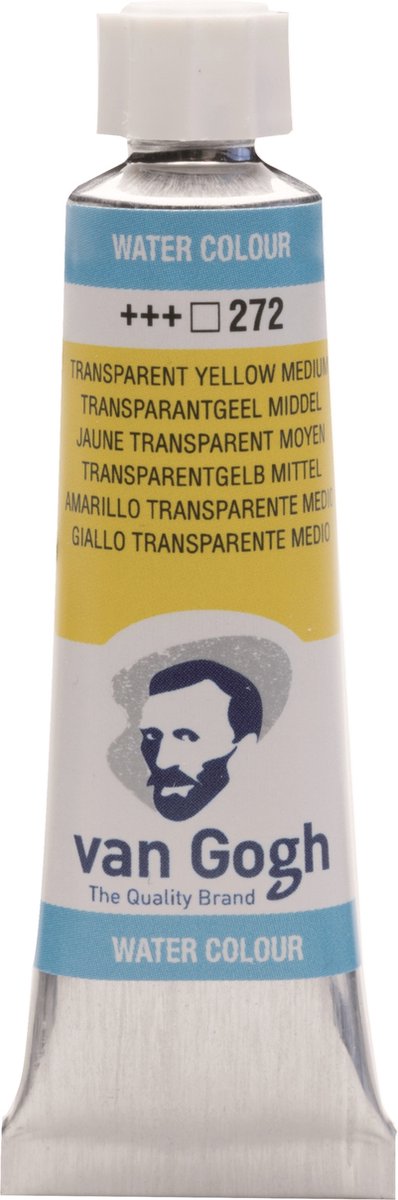 WATER COLOUR
+++ □ 272
TRANSPARENT YELLOW MEDIUM
TRANSPARANTGEEL MIDDEL
JAUNE TRANSPARENT MOYEN
TRANSPARENTGELB MITTEL
AMARILLO TRANSPARENTE MEDIO
GIALLO TRANSPARENTE MEDIO
van Gogh
The Quality Brand
WATER COLOUR